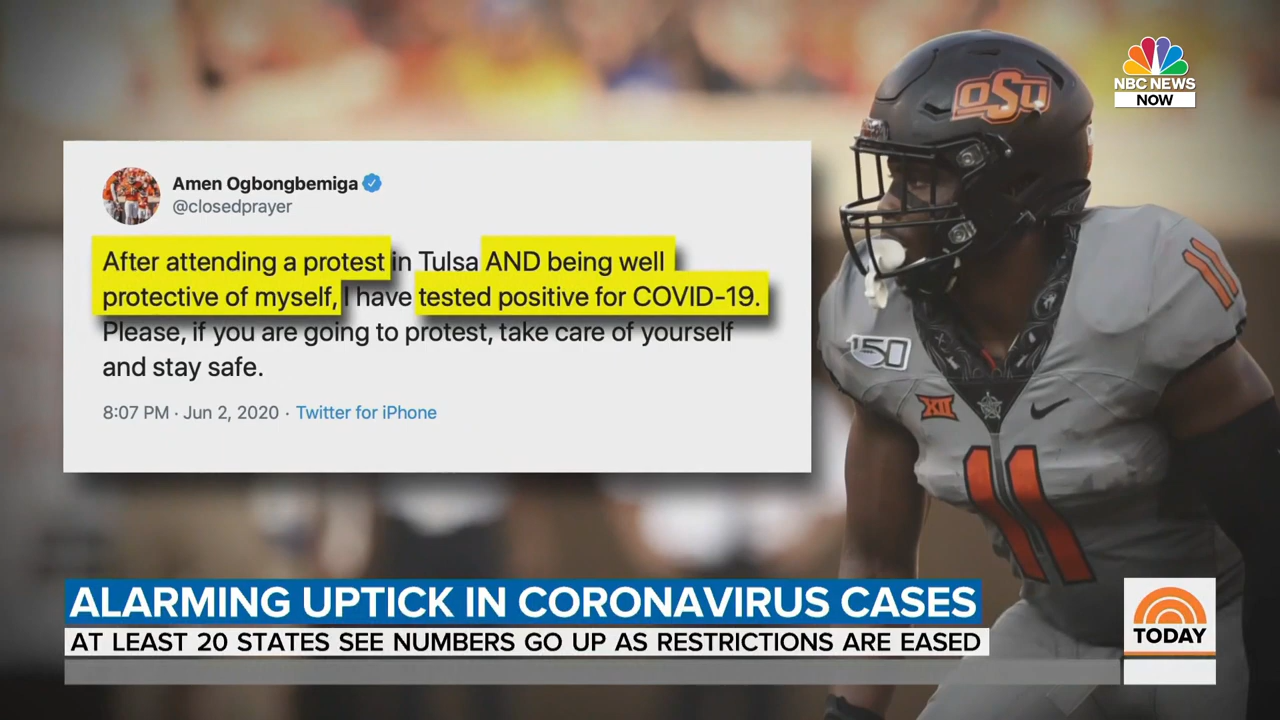 NBC NEWS
NOW
OSU
Amen Ogbongbemiga
@closedprayer
After attending a protest in Tulsa AND being well
protective of myself, I have tested positive for COVID-19.
Please, if you are going to protest, take care of yourself
and stay safe.
8:07 PM · Jun 2, 2020 · Twitter for iPhone
11
150
XII
11
ALARMING UPTICK IN CORONAVIRUS CASES
AT LEAST 20 STATES SEE NUMBERS GO UP AS RESTRICTIONS ARE EASED
TODAY